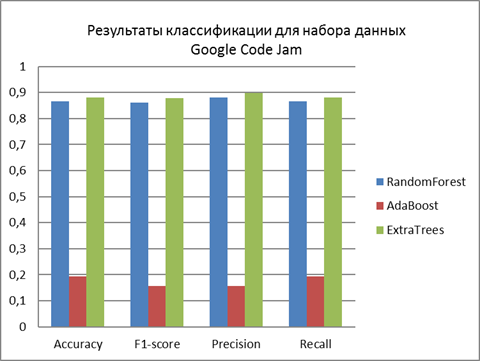 Результаты классификации для набора данных
Google Code Jam
1
0,9
0,8
0,7
0,6
0,5
0,4
0,3
0,2
0,1
0
Accuracy F1-score Precision Recall
RandomForest
AdaBoost
ExtraTrees